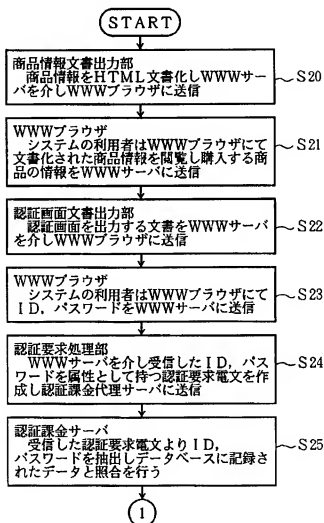 START
商品情報文書出力部
商品情報をHTML文書化しWWWサー
バを介しWWWブラウザに送信
S20
WWWブラウザ
システムの利用者はWWWブラウザにて
文書化された商品情報を閲覧し購入する商
品の情報をWWWサーバに送信
S21
認証画面文書出力部
認証画面を出力する文書をWWWサーバ
を介しWWWブラウザに送信
S22
WWWブラウザ
システムの利用者はWWWブラウザにて
ID，パスワードをWWWサーバに送信
S23
認証要求処理部
WWWサーバを介し受信したID，パス
ワードを属性として持つ認証要求電文を作
成し認証課金代理サーバに送信
S24
認証課金サーバ
受信した認証要求電文よりID，
パスワードを抽出しデータベースに記録さ
れたデータと照合を行う
S25
1